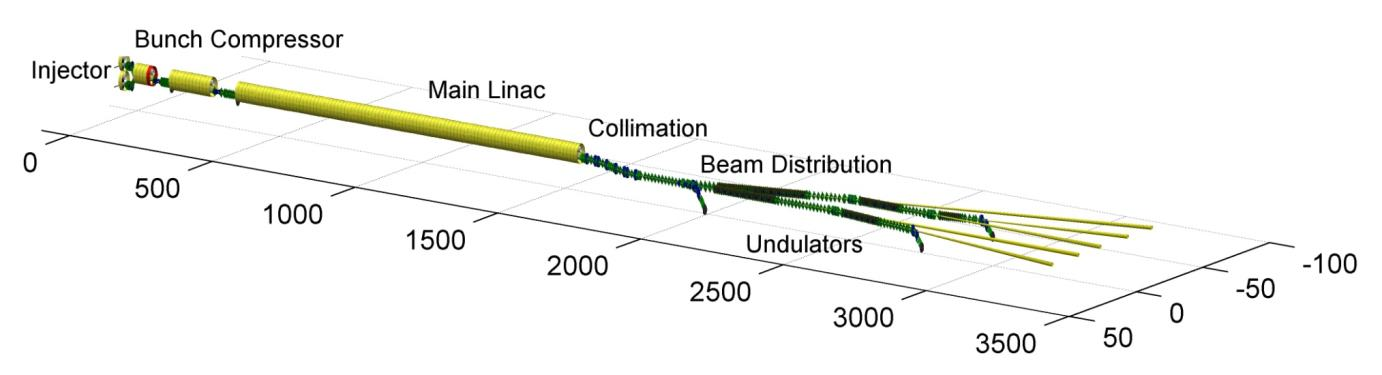 Bunch Compressor
Injector
Main Linac
Collimation
Beam Distribution
Undulators
0
500
1000
1500
2000
2500
3000
3500
50
0
-50
-100